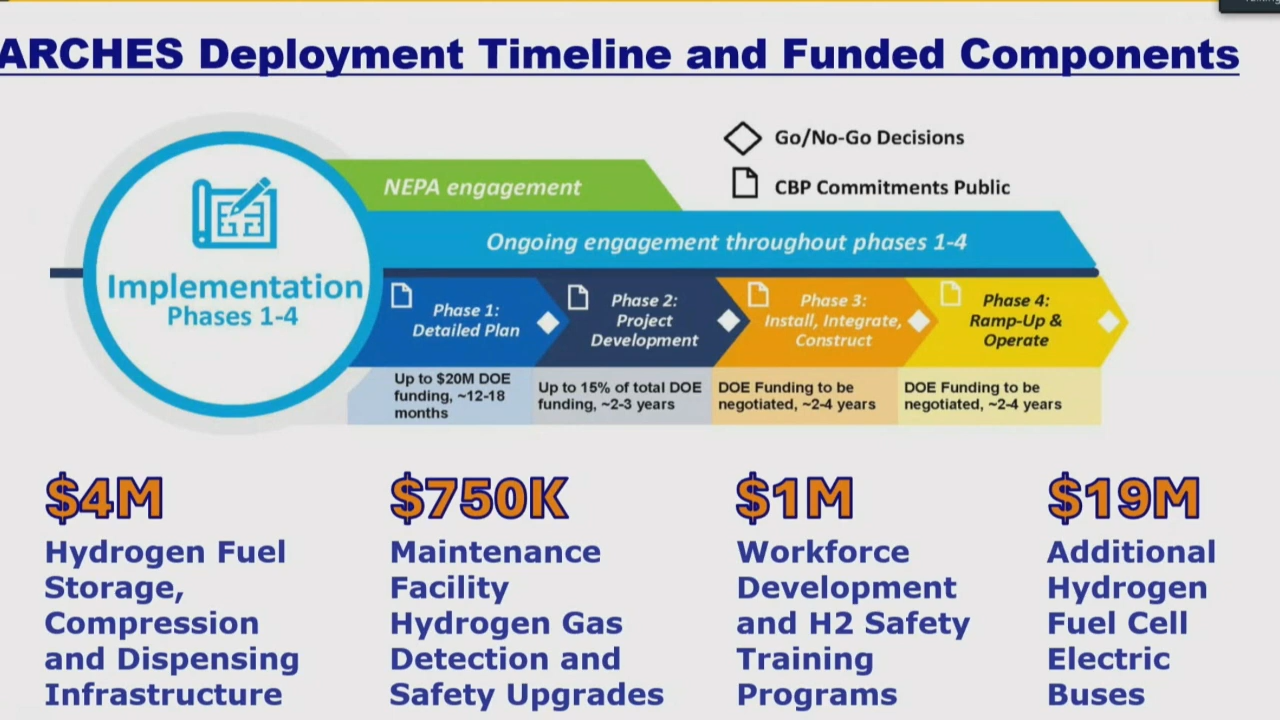 ARCHES Deployment Timeline and Funded Components
Go/No-Go Decisions
CBP Commitments Public
NEPA engagement
Ongoing engagement throughout phases 1-4
Implementation
Phases 1-4
Phase 1:
Detailed Plan
Phase 2:
Project
Development
Phase 3:
Install, Integrate,
Construct
Phase 4:
Ramp-Up &
Operate
Up to $20M DOE
funding, ~12-18
months
Up to 15% of total DOE
funding, ~2-3 years
DOE Funding to be
negotiated, ~2-4 years
DOE Funding to be
negotiated, ~2-4 years
$4M
Hydrogen Fuel
Storage,
Compression
and Dispensing
Infrastructure
$750K
Maintenance
Facility
Hydrogen Gas
Detection and
Safety Upgrades
$1M
Workforce
Development
and H2 Safety
Training
Programs
$19M
Additional
Hydrogen
Fuel Cell
Electric
Buses